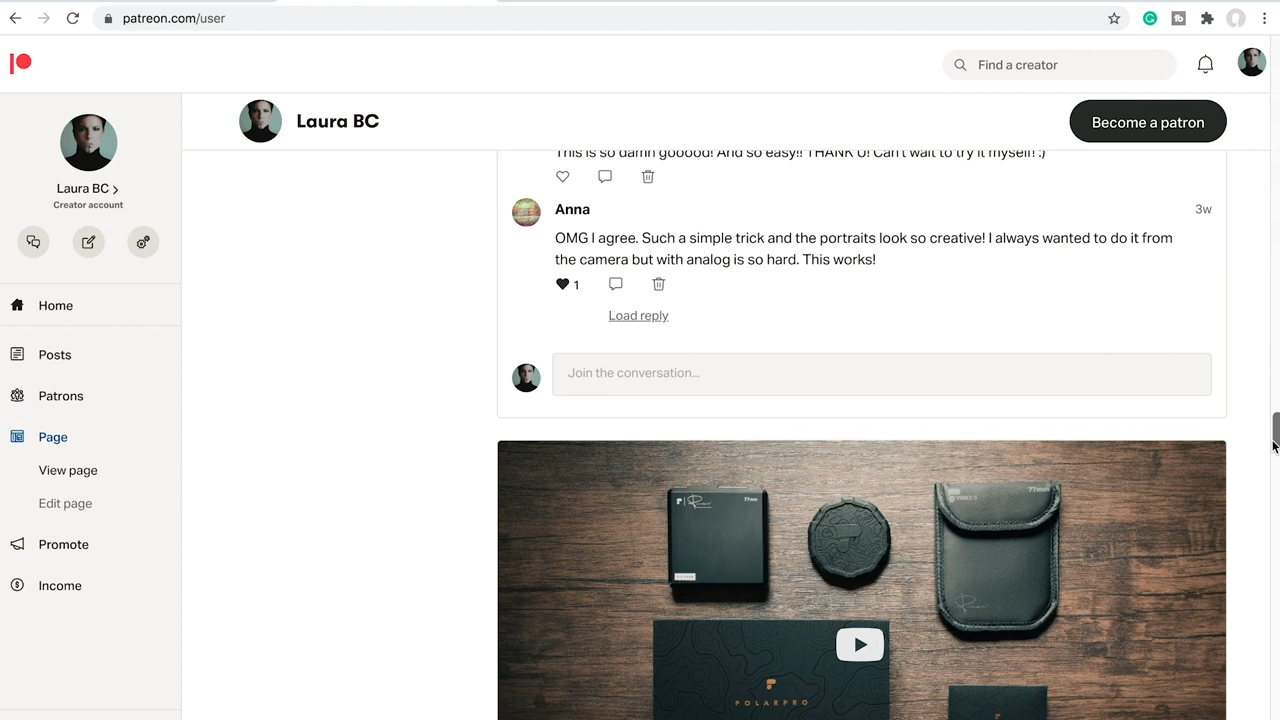 patreon.com/user
Find a creator
Laura BC
Become a patron
Laura BC
Creator account
Home
Posts
Patrons
Page
View page
Edit page
Promote
Income
This is so damn gooood! And so easy!! THANK U! Can't wait to try it myself! :)
Anna
3w
OMG I agree. Such a simple trick and the portraits look so creative! I always wanted to do it from
the camera but with analog is so hard. This works!
1
Load reply
Join the conversation...
77mm
77mm
POLARPRO